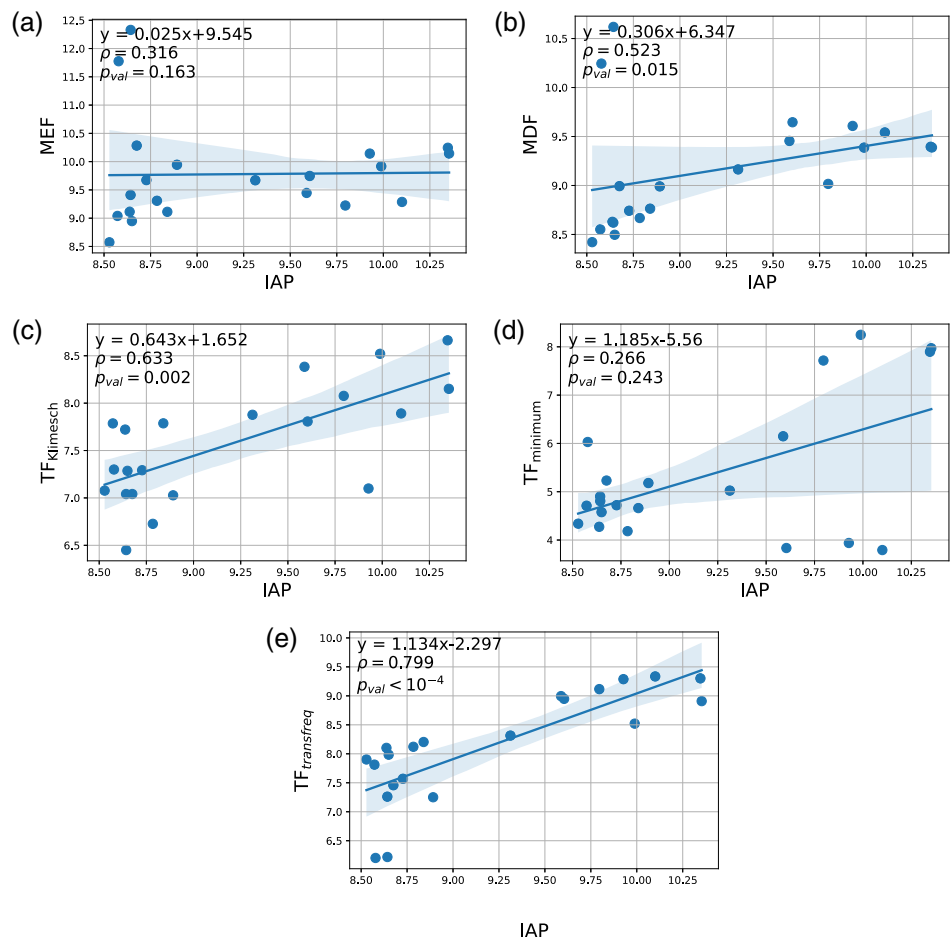 (a)
12.5
12.0
11.5
11.0
10.5
10.0
9.5
9.0
8.5
MEF
y = 0.025x+9.545
ρ = 0.316
p_val = 0.163
8.50 8.75 9.00 9.25 9.50 9.75 10.00 10.25
IAP
(b)
10.5
10.0
9.5
9.0
8.5
MDF
y = 0.306x+6.347
ρ = 0.523
p_val = 0.015
8.50 8.75 9.00 9.25 9.50 9.75 10.00 10.25
IAP
(c)
8.5
8.0
7.5
7.0
6.5
TF_Klimesch
y = 0.643x+1.652
ρ = 0.633
p_val = 0.002
8.50 8.75 9.00 9.25 9.50 9.75 10.00 10.25
IAP
(d)
8
7
6
5
4
TF_minimum
y = 1.185x-5.56
ρ = 0.266
p_val = 0.243
8.50 8.75 9.00 9.25 9.50 9.75 10.00 10.25
IAP
(e)
10.0
9.5
9.0
8.5
8.0
7.5
7.0
6.5
TF_transfreq
y = 1.134x-2.297
ρ = 0.799
p_val < 10^-4
8.50 8.75 9.00 9.25 9.50 9.75 10.00 10.25
IAP